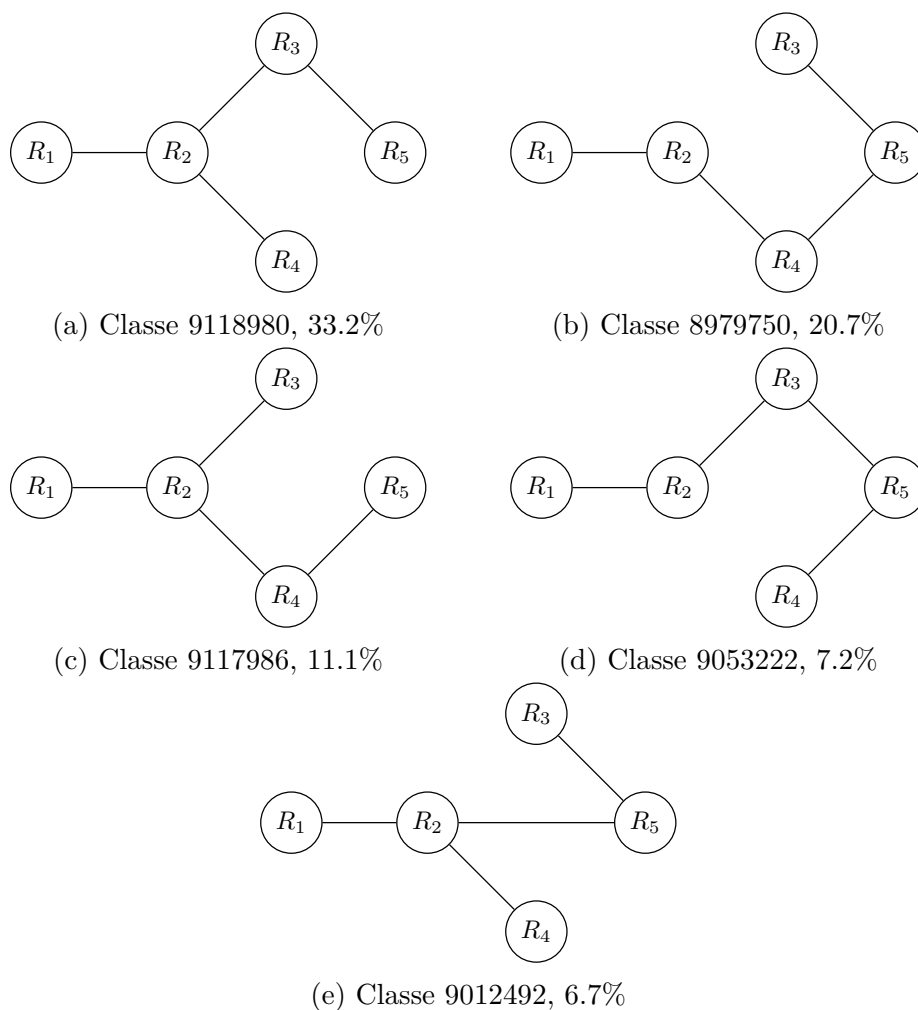 R3 R3
R1 R2 R5 R1 R2 R5
R4 R4
(a) Classe 9118980, 33.2% (b) Classe 8979750, 20.7%
R3 R3
R1 R2 R5 R1 R2 R5
R4 R4
(c) Classe 9117986, 11.1% (d) Classe 9053222, 7.2%
R3
R1 R2 R5
R4
(e) Classe 9012492, 6.7%